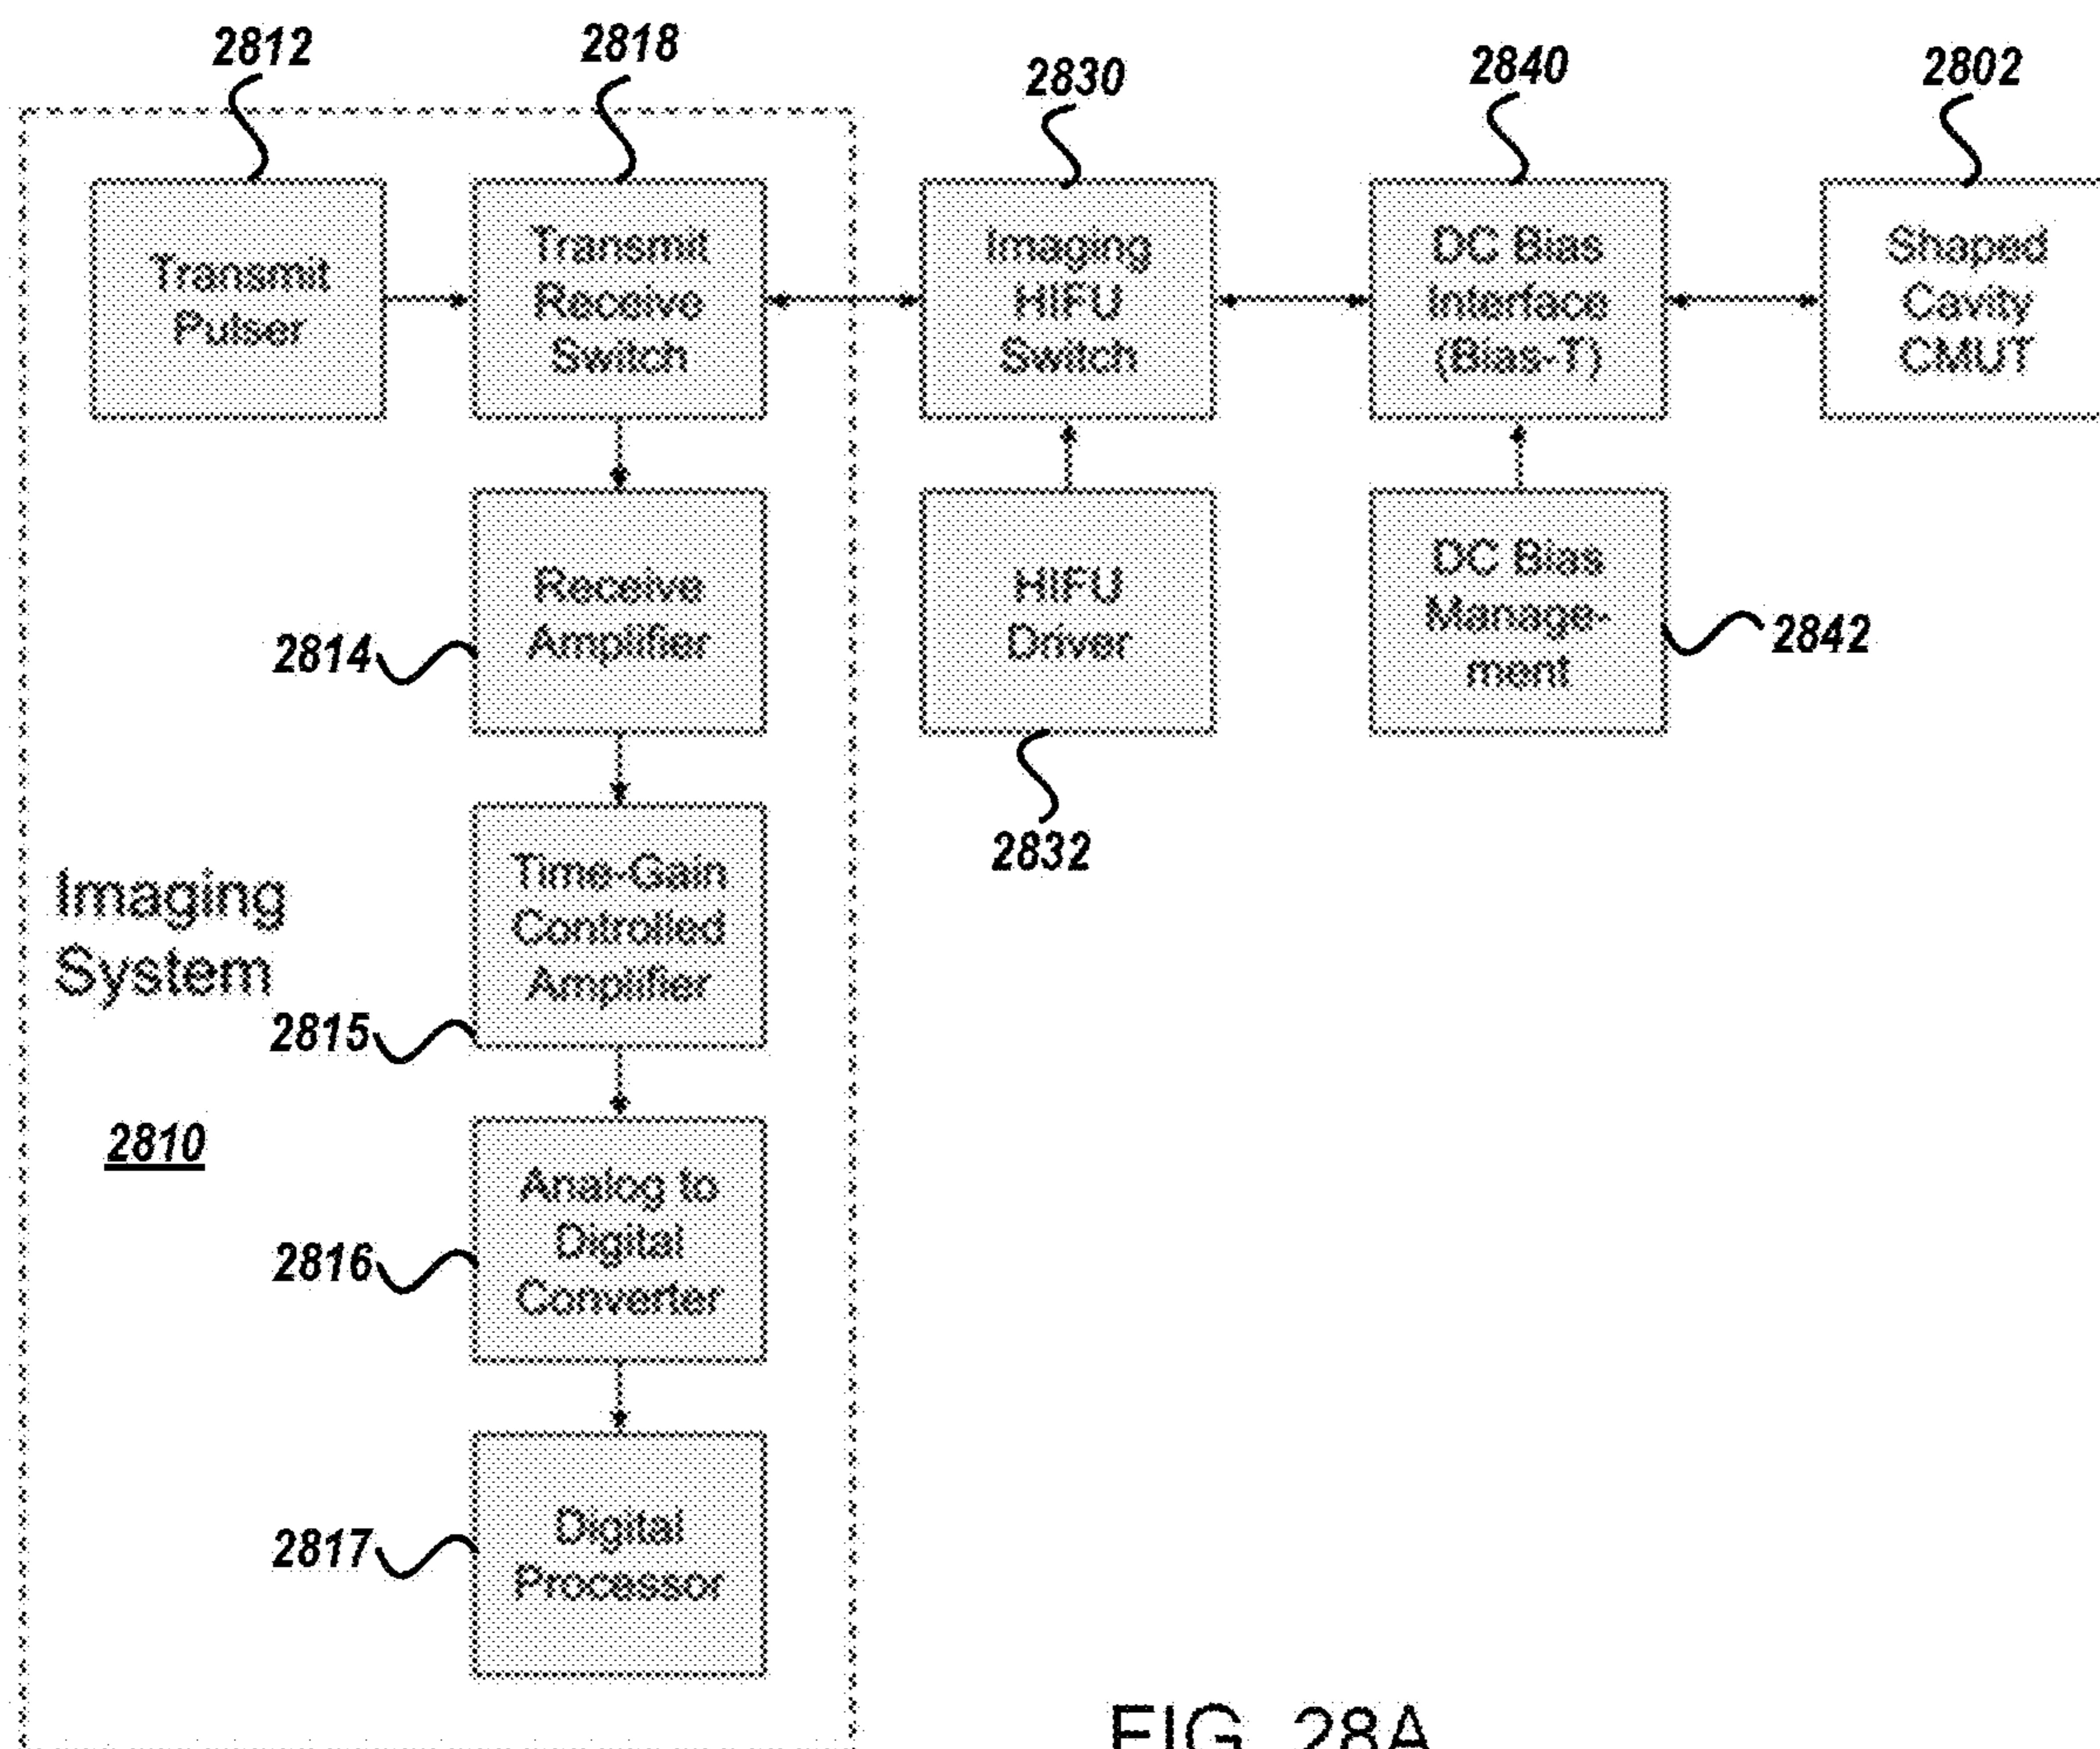 2812
2818
2830
2840
2802
Transmit
Pulser
Transmit
Receive
Switch
Imaging
HIFU
Switch
DC Bias
Interface
(Bias-T)
Shaped
Cavity
CMUT
Receive
Amplifier
2814
HIFU
Driver
2832
DC Bias
Manage-
ment
2842
Imaging
System
2810
Time-Gain
Controlled
Amplifier
2815
Analog to
Digital
Converter
2816
Digital
Processor
2817
FIG. 28A